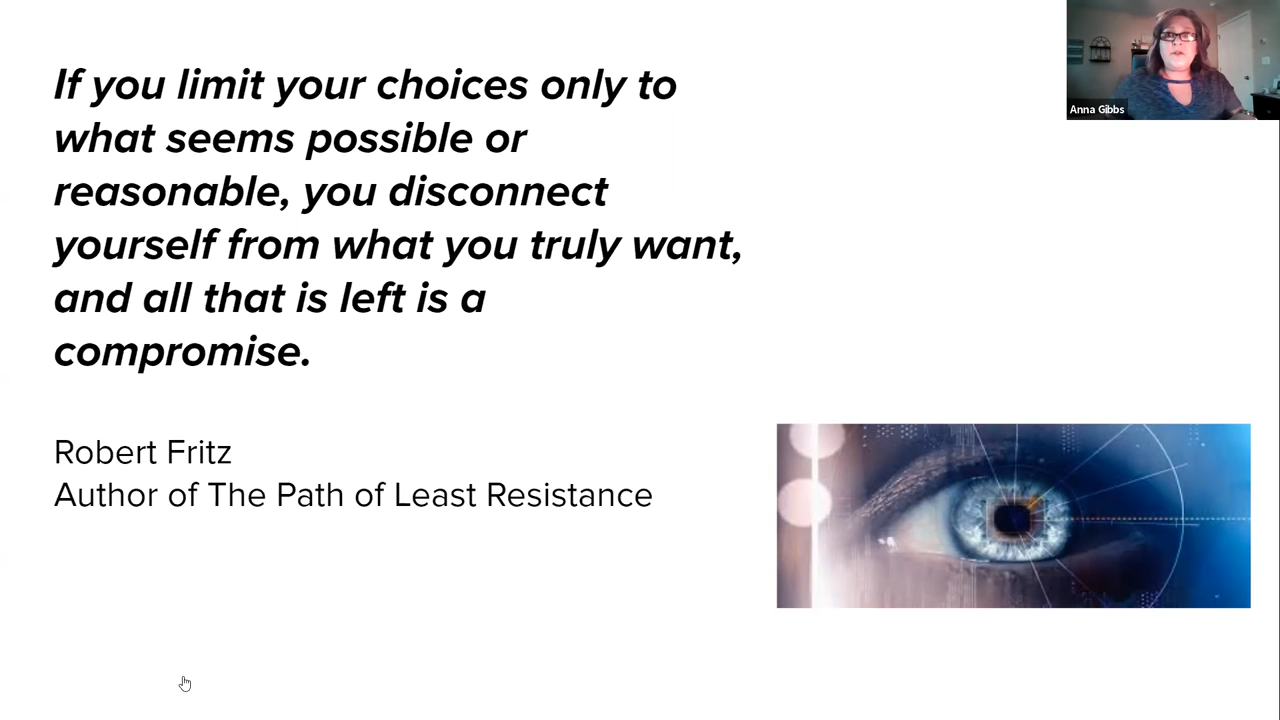 If you limit your choices only to
what seems possible or
reasonable, you disconnect
yourself from what you truly want,
and all that is left is a
compromise.
Robert Fritz
Author of The Path of Least Resistance
Anna Gibbs